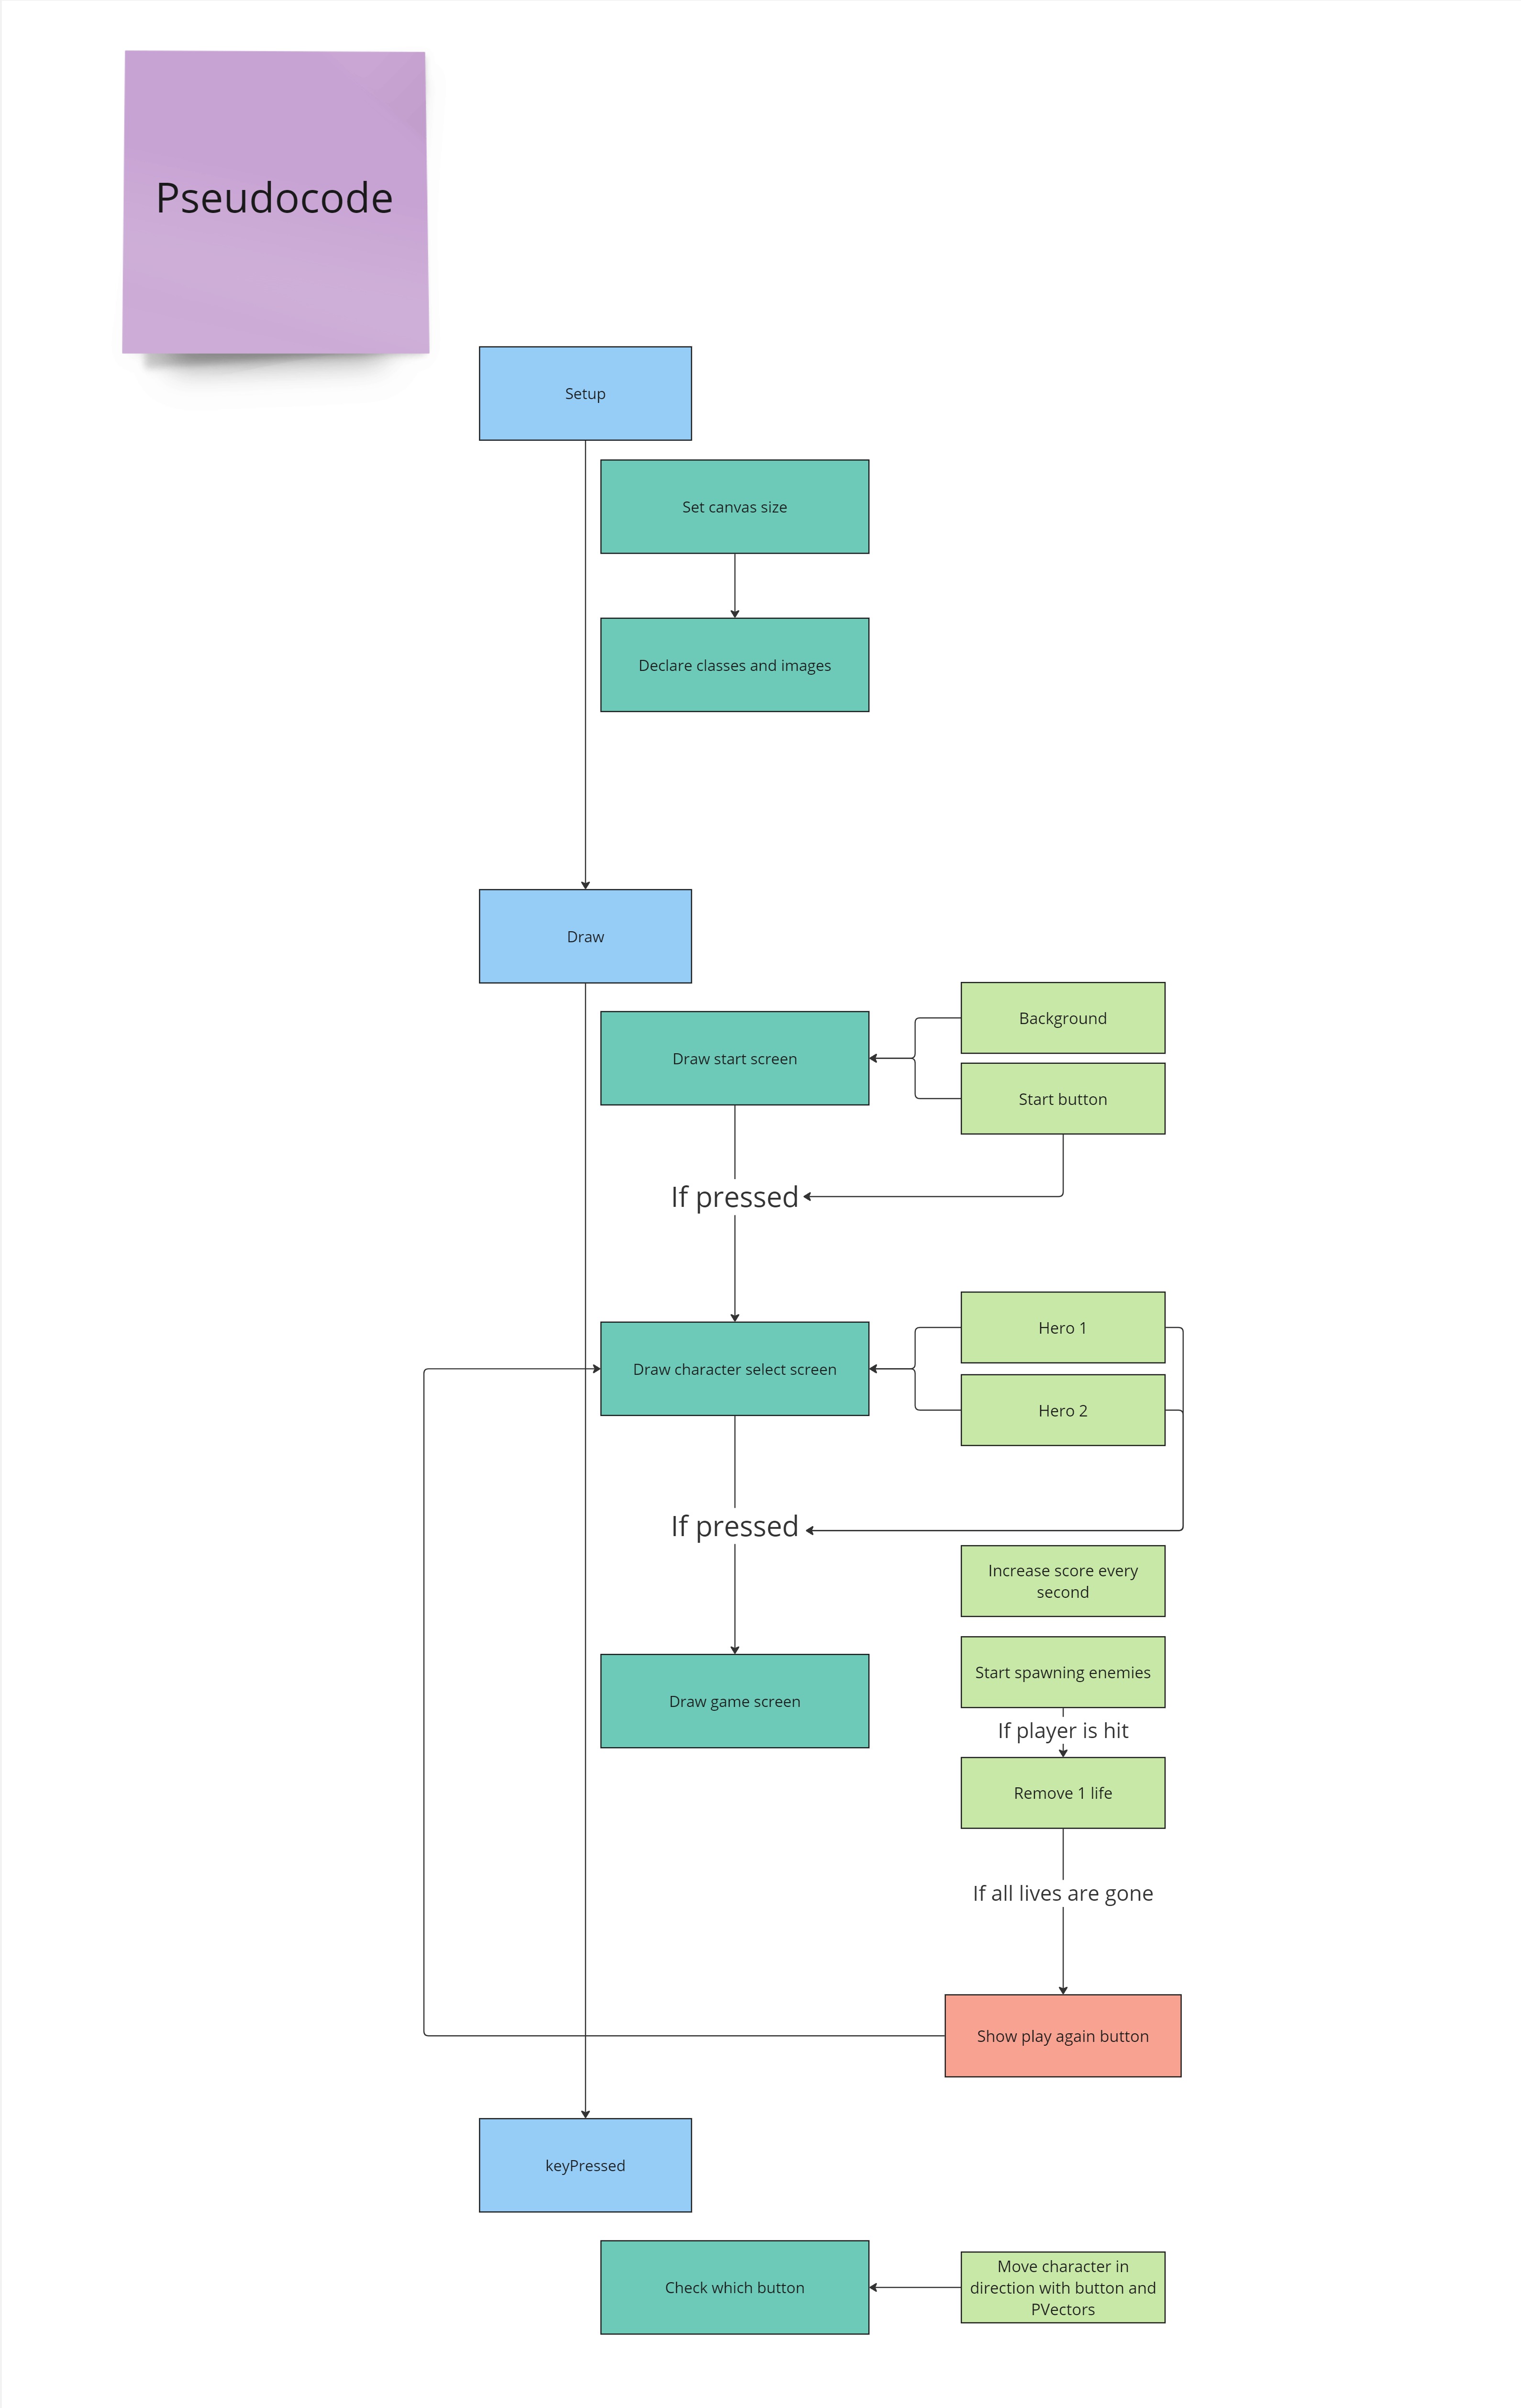 Pseudocode
Setup
Set canvas size
Declare classes and images
Draw
Background
Draw start screen
Start button
If pressed
Hero 1
Draw character select screen
Hero 2
If pressed
Increase score every
second
Start spawning enemies
Draw game screen
If player is hit
Remove 1 life
If all lives are gone
Show play again button
keyPressed
Check which button
Move character in
direction with button and
PVectors